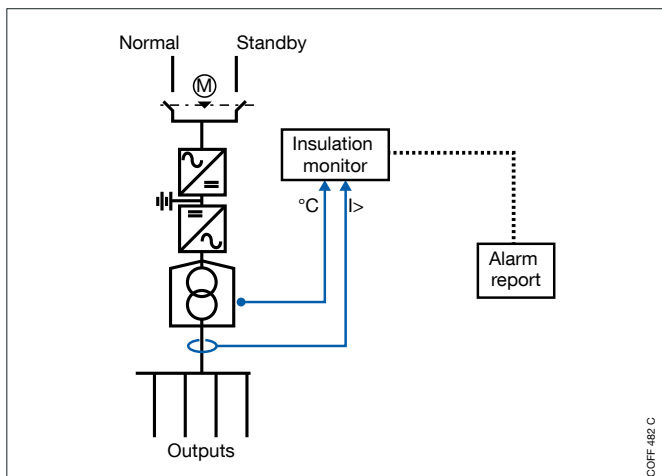 Normal Standby
M
Insulation
monitor
°C I>
Alarm
report
Outputs
COFF 482 C